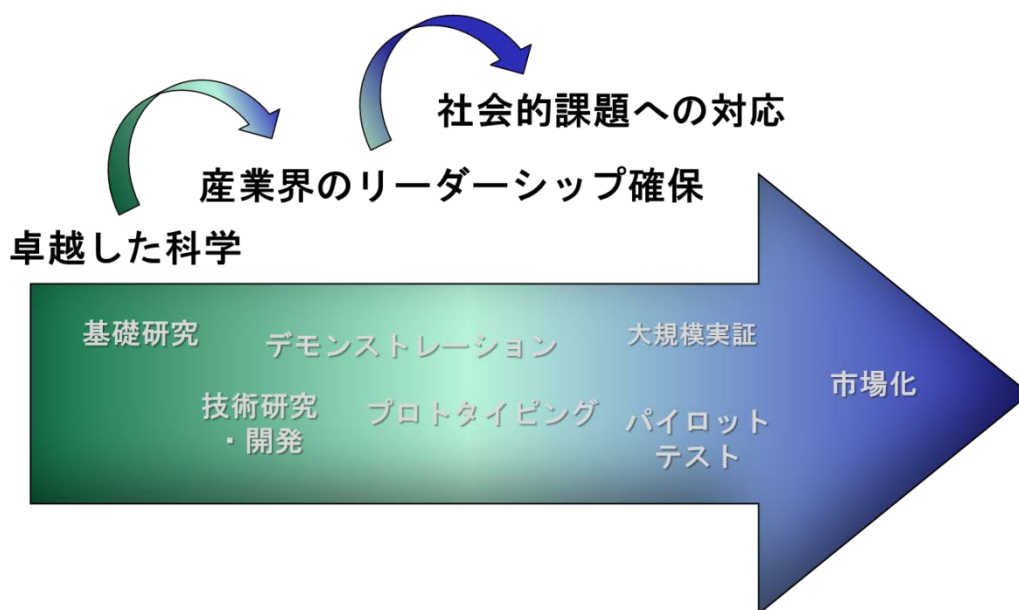 社会的課題への対応
産業界のリーダーシップ確保
卓越した科学
基礎研究
デモンストレーション
大規模実証
技術研究
・開発
プロトタイピング
パイロット
テスト
市場化